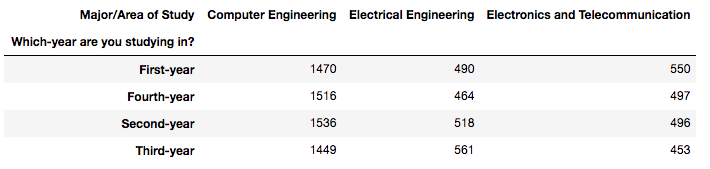 Major/Area of Study Computer Engineering Electrical Engineering Electronics and Telecommunication
Which-year are you studying in?
First-year 1470 490 550
Fourth-year 1516 464 497
Second-year 1536 518 496
Third-year 1449 561 453